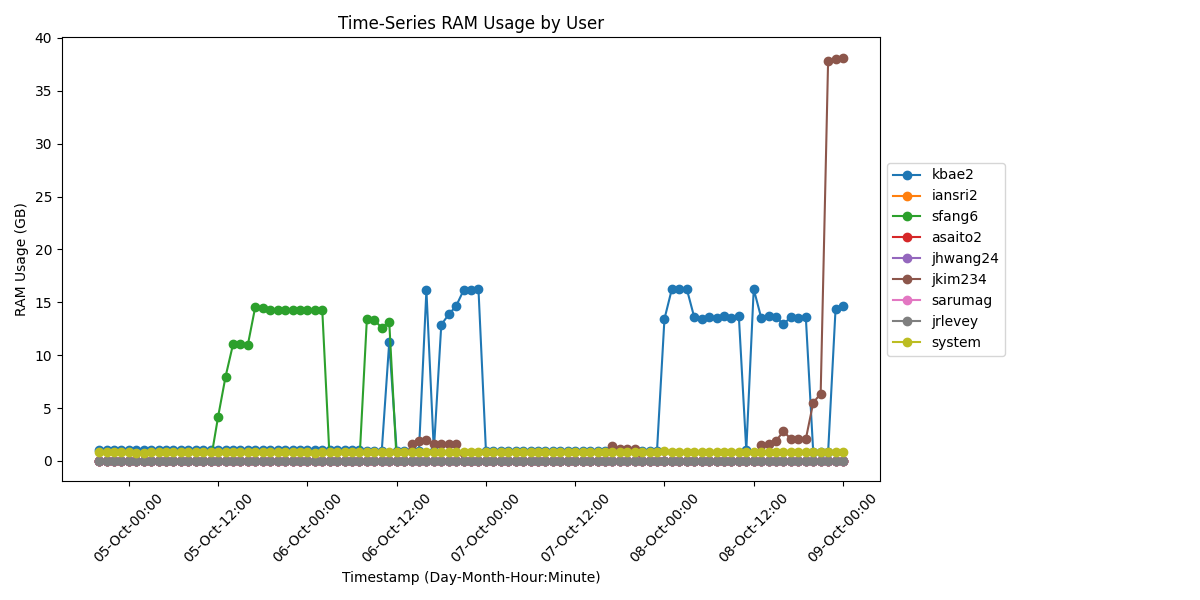 Time-Series RAM Usage by User
40
35
30
25
20
15
10
5
0
RAM Usage (GB)
05-Oct-00:00
05-Oct-12:00
06-Oct-00:00
06-Oct-12:00
07-Oct-00:00
07-Oct-12:00
08-Oct-00:00
08-Oct-12:00
09-Oct-00:00
Timestamp (Day-Month-Hour:Minute)
kbae2
iansri2
sfang6
asaito2
jhwang24
jkim234
sarumag
jrlevey
system